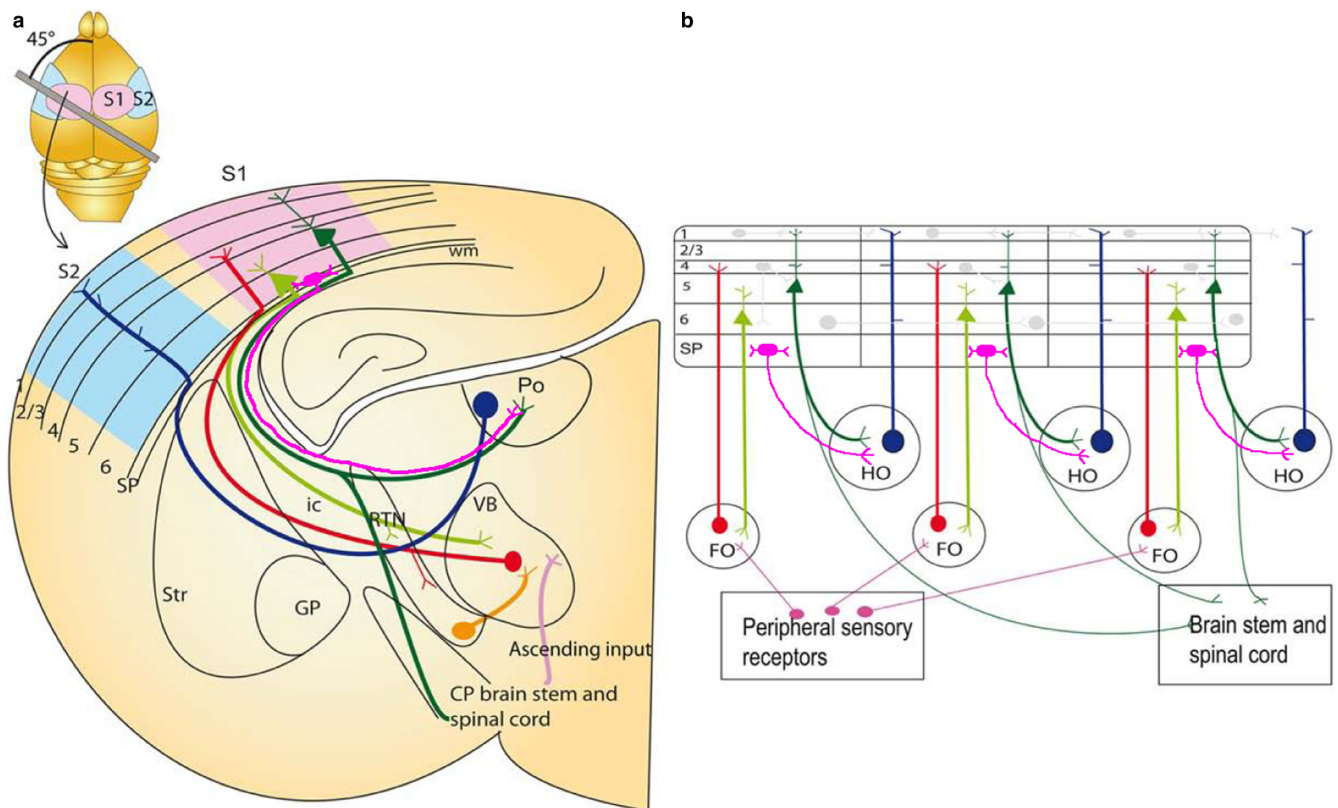 a
45°
S1
S2
S1
S2
wm
1
2/3
4
5
6
SP
Po
ic
RTN
VB
Str
GP
Ascending input
CP brain stem and
spinal cord
b
1
2/3
4
5
6
SP
HO
HO
HO
FO
FO
FO
Peripheral sensory
receptors
Brain stem and
spinal cord